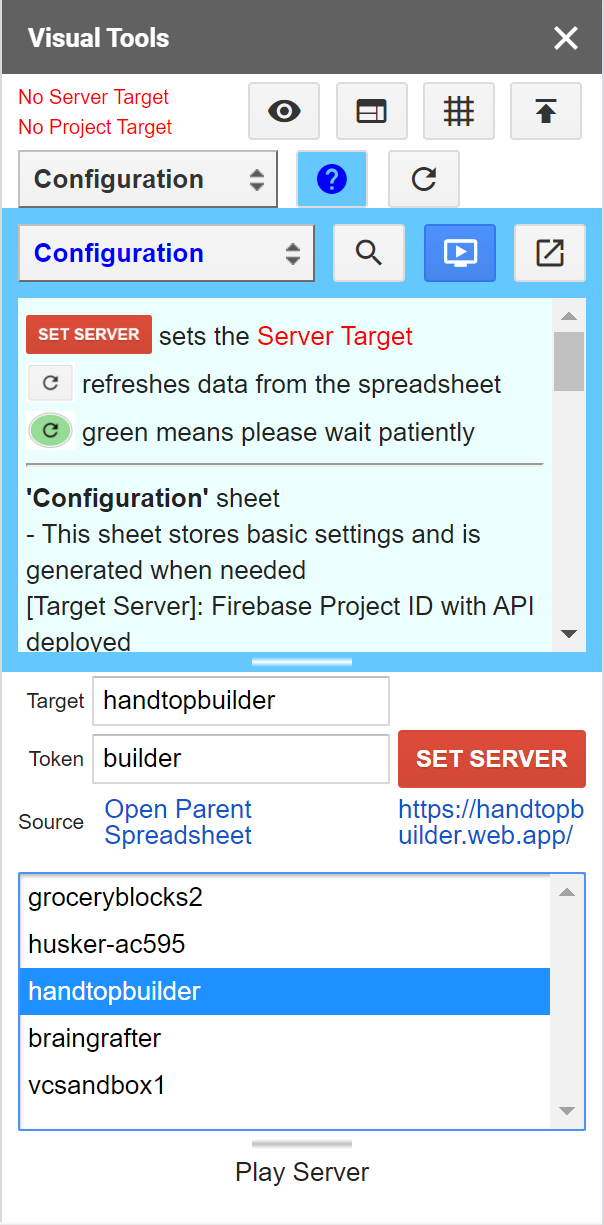 Visual Tools
No Server Target
No Project Target
Configuration
Configuration
SET SERVER sets the Server Target
refreshes data from the spreadsheet
green means please wait patiently
'Configuration' sheet
- This sheet stores basic settings and is
generated when needed
[Target Server]: Firebase Project ID with API
deployed
Target handtopbuilder
Token builder SET SERVER
Source Open Parent
Spreadsheet
https://handtopb
uilder.web.app/
groceryblocks2
husker-ac595
handtopbuilder
braingrafter
vcsandbox1
Play Server